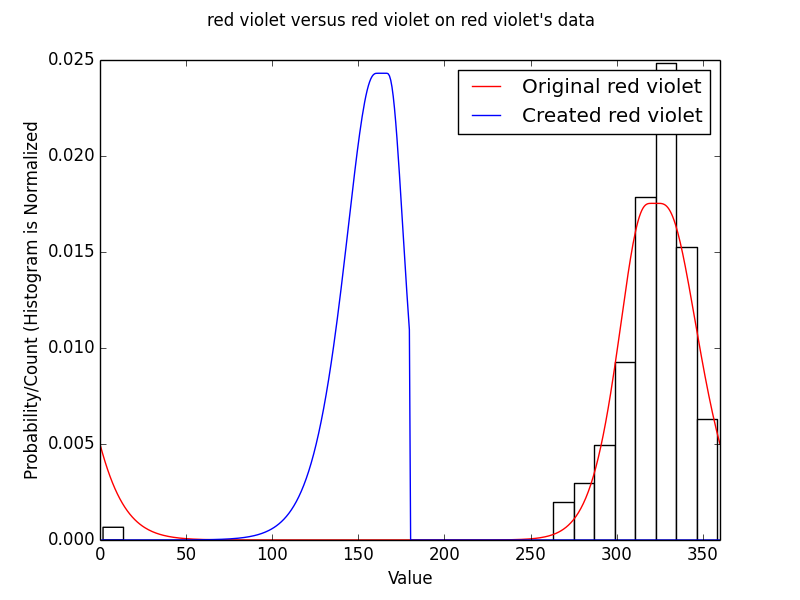 red violet versus red violet on red violet's data
Original red violet
Created red violet
Probability/Count (Histogram is Normalized
0.025
0.020
0.015
0.010
0.005
0.000
0 50 100 150 200 250 300 350
Value